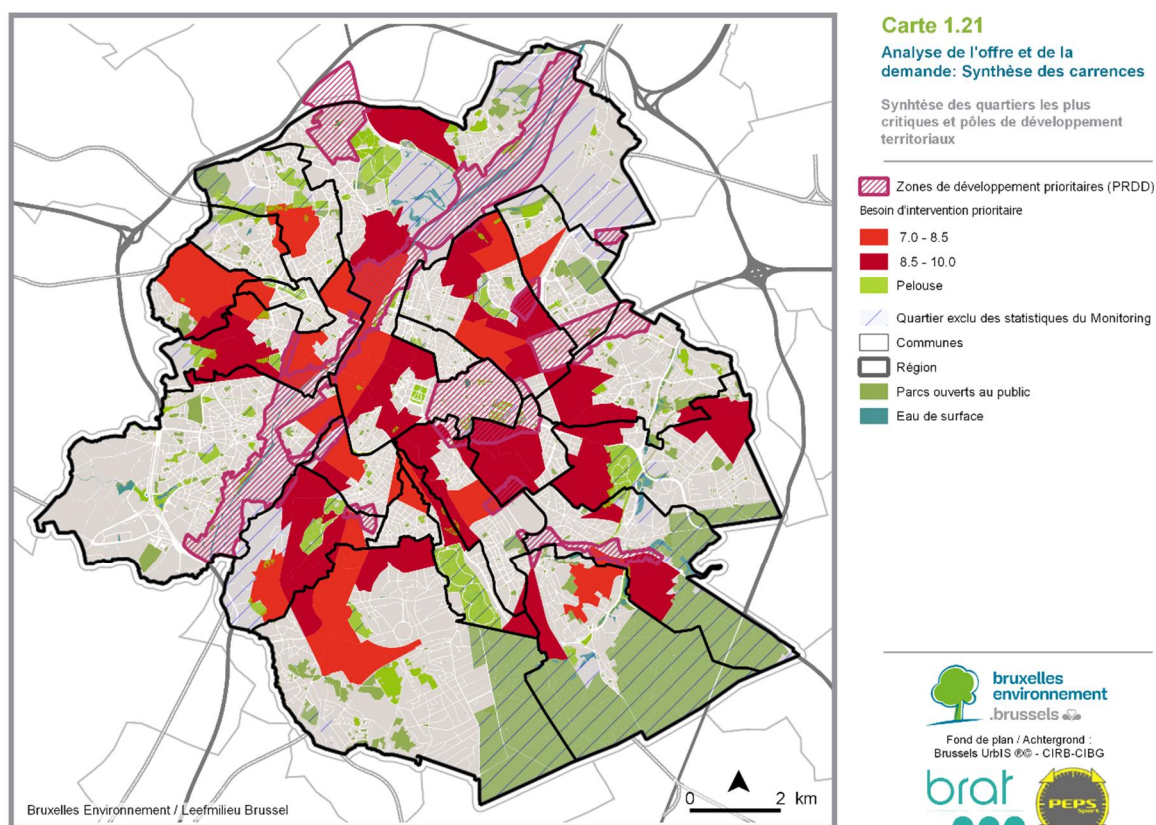 Carte 1.21
Analyse de l'offre et de la
demande: Synthèse des carrences
Synhtèse des quartiers les plus
critiques et pôles de développement
territoriaux
Zones de développement prioritaires (PRDD)
Besoin d'intervention prioritaire
7.0 - 8.5
8.5 - 10.0
Pelouse
Quartier exclu des statistiques du Monitoring
Communes
Région
Parcs ouverts au public
Eau de surface
bruxelles
environnement
.brussels
Fond de plan / Achtergrond :
Brussels UrbIS ®© - CIRB-CIBG
brat
PEPS
Sport
Bruxelles Environnement / Leefmilieu Brussel
0 2 km